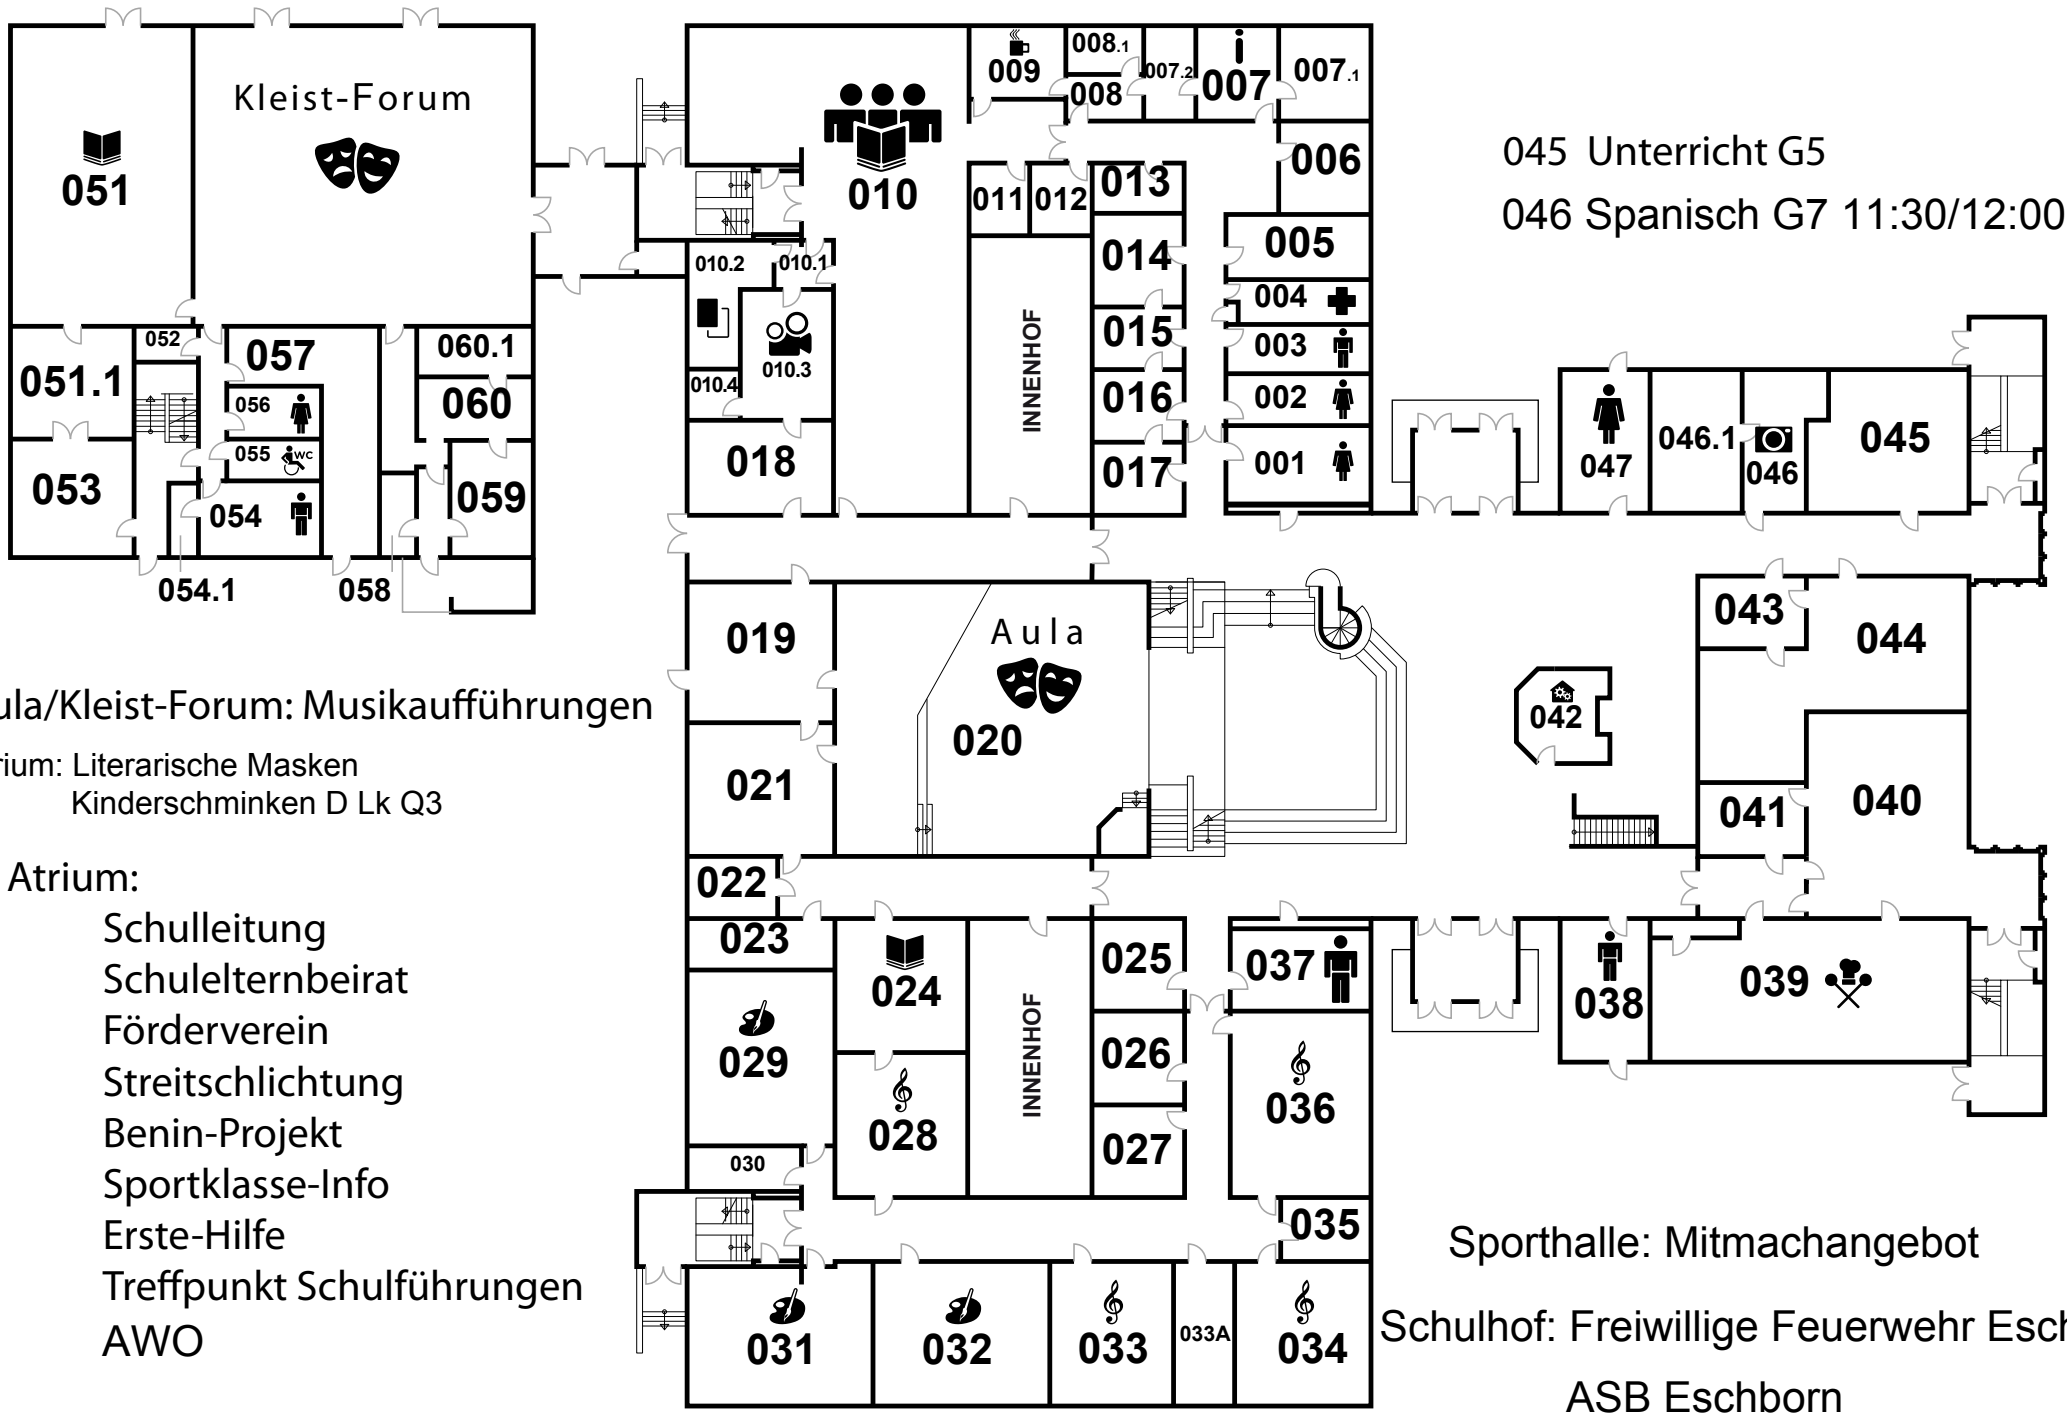 Kleist-Forum
051
051.1
052
053
054
054.1
055
WC
056
057
058
059
060
060.1
009
008.1
008
007.2
007
007.1
006
010
011
012
013
005
014
004
010.2
010.1
010.3
010.4
015
003
016
002
017
001
018
INNENHOF
045 Unterricht G5
046 Spanisch G7 11:30/12:00
047
046.1
046
045
043
044
042
041
040
019
Aula
020
021
022
023
024
025
026
027
028
029
030
INNENHOF
037
036
035
038
039
031
032
033
033A
034
ula/Kleist-Forum: Musikaufführungen
rium: Literarische Masken
Kinderschminken D Lk Q3
Atrium:
Schulleitung
Schulelternbeirat
Förderverein
Streitschlichtung
Benin-Projekt
Sportklasse-Info
Erste-Hilfe
Treffpunkt Schulführungen
AWO
Sporthalle: Mitmachangebot
Schulhof: Freiwillige Feuerwehr Esch
ASB Eschborn